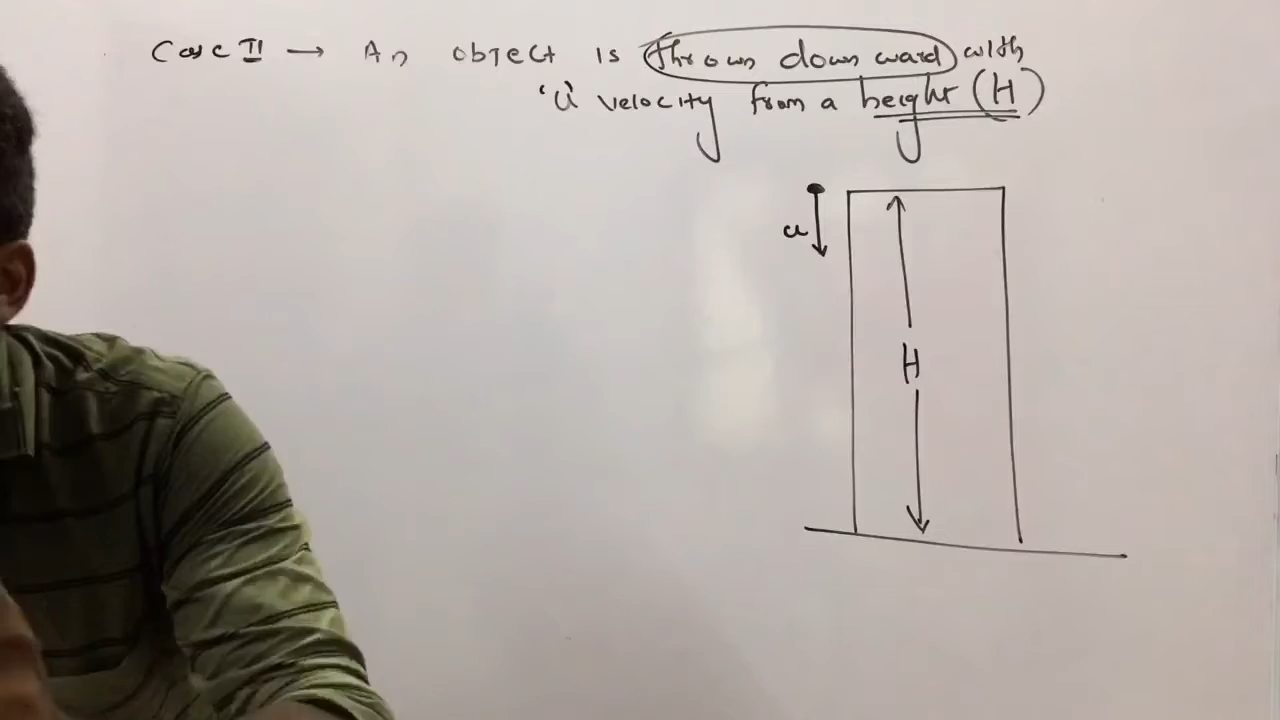 Case II → An object is thrown downward with
'u' velocity from a height (H)
u
H